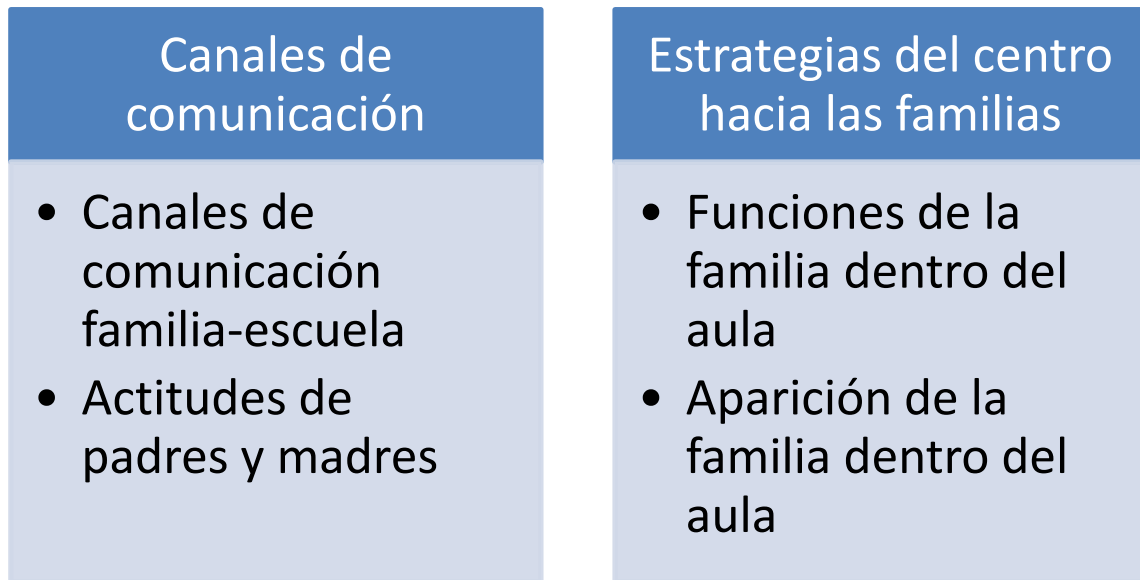 Canales de
comunicación
• Canales de
comunicación
familia-escuela
• Actitudes de
padres y madres
Estrategias del centro
hacia las familias
• Funciones de la
familia dentro del
aula
• Aparición de la
familia dentro del
aula